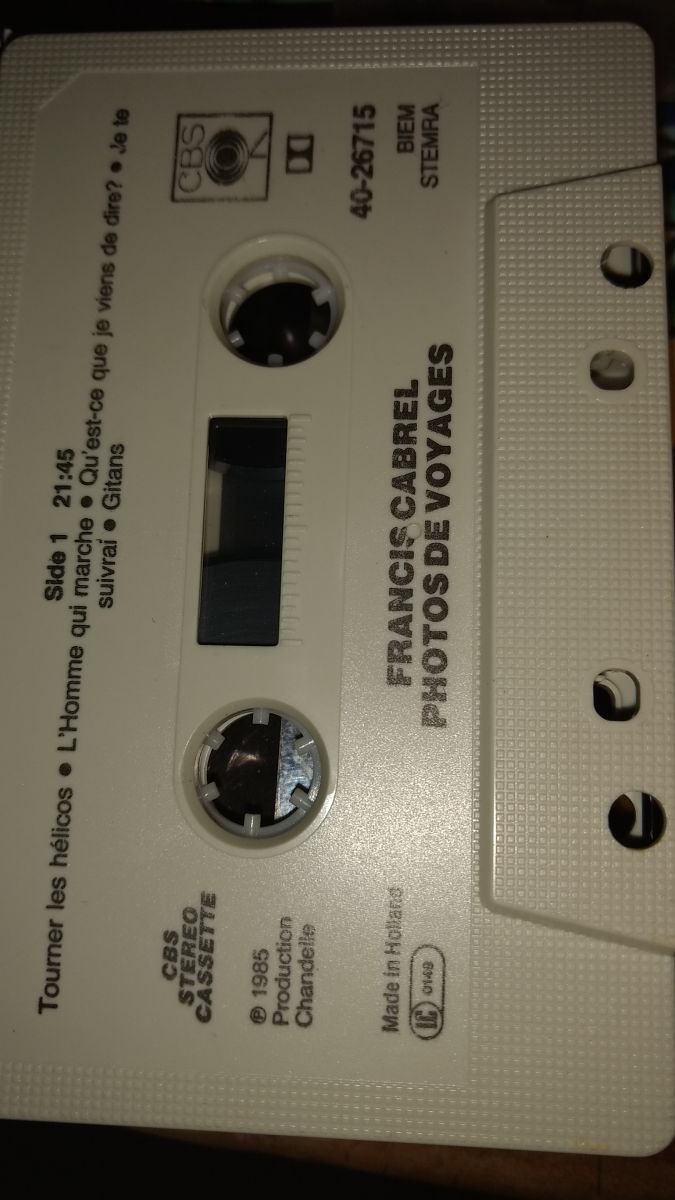 Side 1 21:45
Tourner les hélicos ● L'Homme qui marche ● Qu'est-ce que je viens de dire? ● Je te
suivrai ● Gitans
CBS
STEREO
CASSETTE
CBS
℗ 1985
Production
Chandelle
40-26715
Made in Holland
LC 0149
BIEM
STEMRA
FRANCIS CABREL
PHOTOS DE VOYAGES